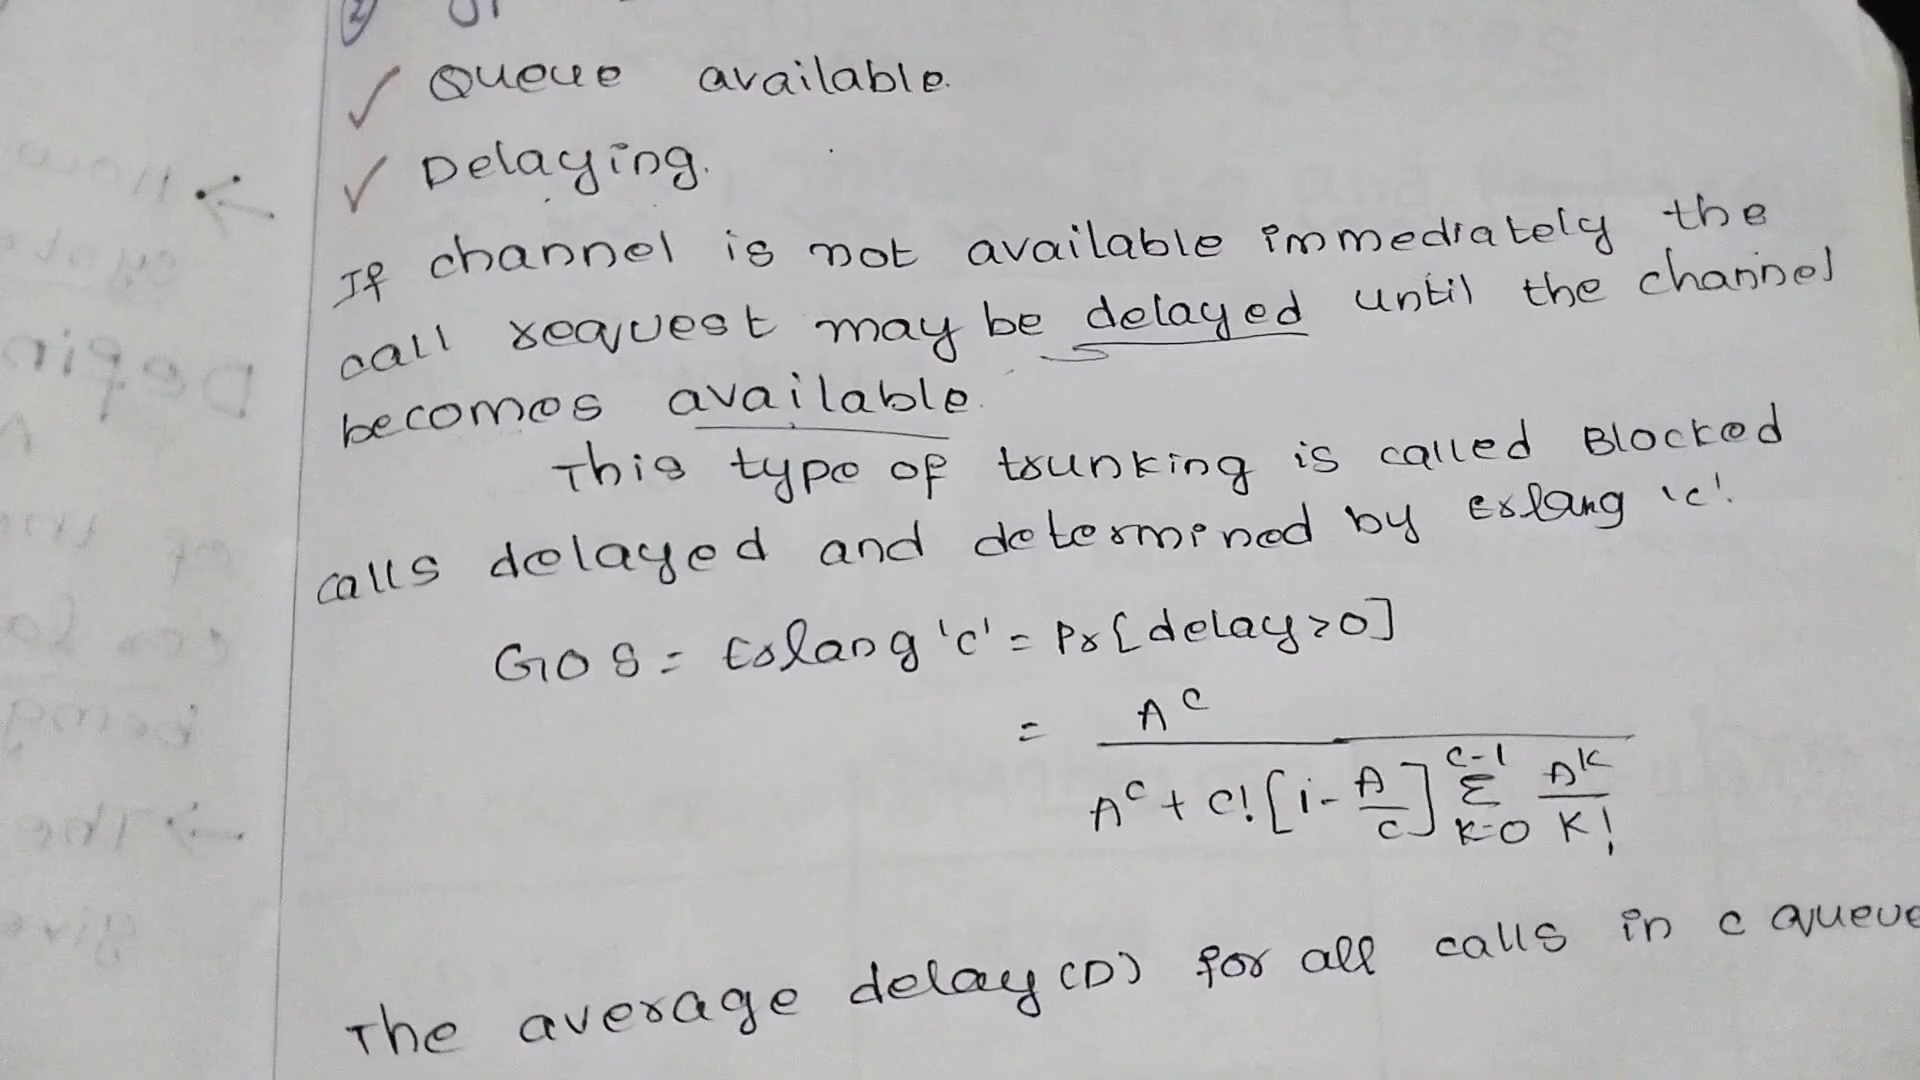 2
✓ Queue available.
✓ Delaying.
If channel is not available immediately the
call request may be delayed until the channel
becomes available.
This type of trunking is called Blocked
calls delayed and determined by Erlang 'c'.
GOS = Erlang 'c' = Pr[delay>0]
= A^C / (A^C + C! [1 - A/C] Σ_{K=0}^{C-1} A^K/K!)
The average delay (D) for all calls in c queue